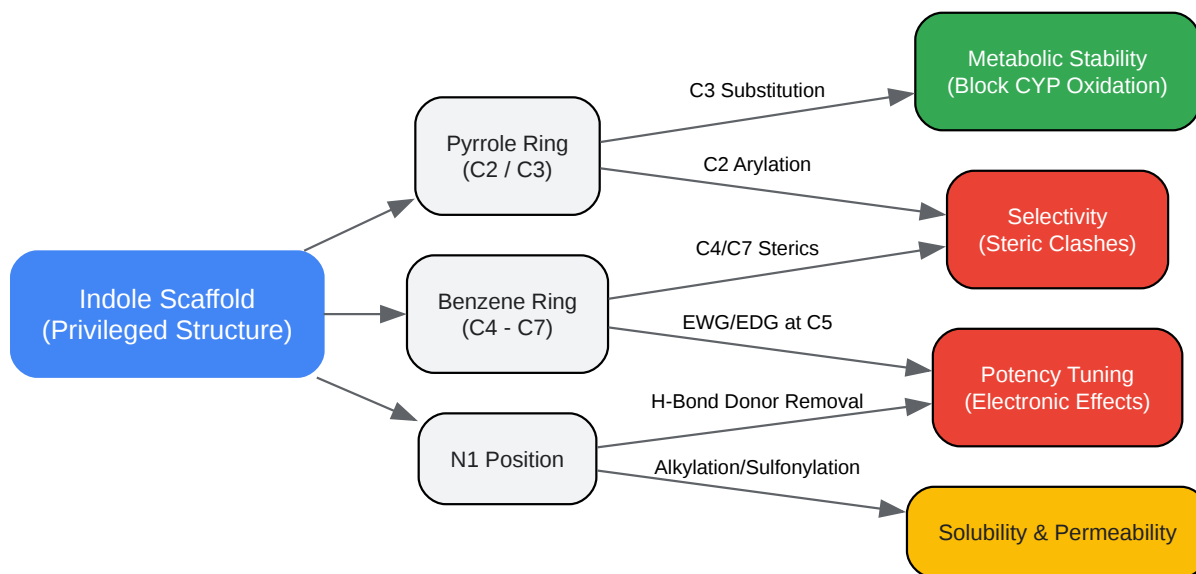 Indole Scaffold
(Privileged Structure)
Pyrrole Ring
(C2 / C3)
Benzene Ring
(C4 - C7)
N1 Position
C3 Substitution
C2 Arylation
C4/C7 Sterics
EWG/EDG at C5
H-Bond Donor Removal
Alkylation/Sulfonylation
Metabolic Stability
(Block CYP Oxidation)
Selectivity
(Steric Clashes)
Potency Tuning
(Electronic Effects)
Solubility & Permeability